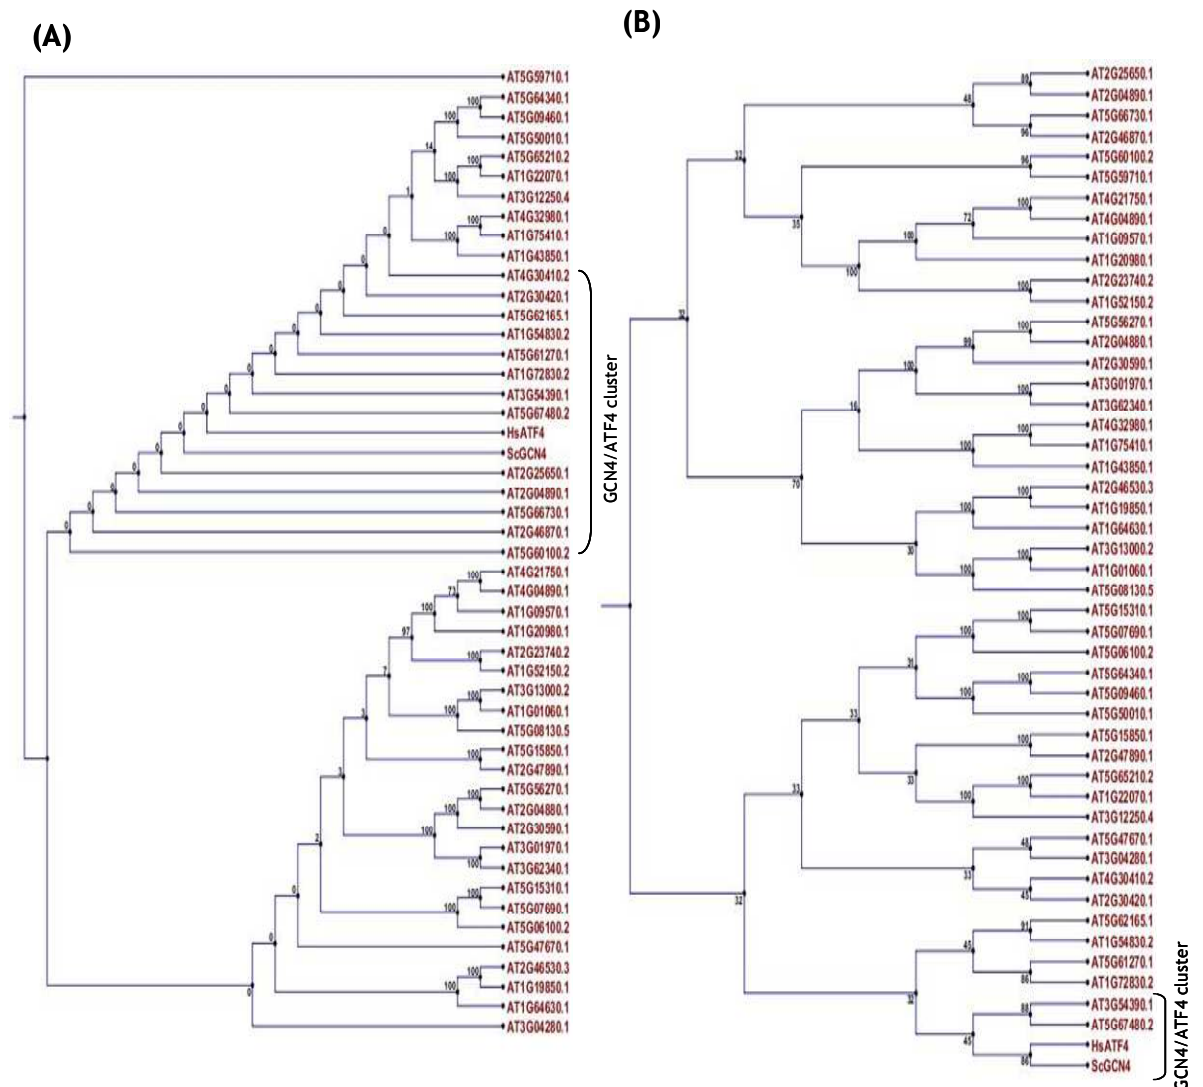 (A)
AT5G59710.1
AT5G64340.1
AT5G09460.1
AT5G50010.1
AT5G65210.2
AT1G22070.1
AT3G12250.4
AT4G32980.1
AT1G75410.1
AT1G43850.1
AT4G30410.2
AT2G30420.1
AT5G62165.1
AT1G54830.2
AT5G61270.1
AT1G72830.2
AT3G54390.1
AT5G67480.2
HsATF4
ScGCN4
AT2G25650.1
AT2G04890.1
AT5G66730.1
AT2G46870.1
AT5G60100.2
AT4G21750.1
AT4G04890.1
AT1G09570.1
AT1G20980.1
AT2G23740.2
AT1G52150.2
AT3G13000.2
AT1G01060.1
AT5G08130.5
AT5G15850.1
AT2G47890.1
AT5G56270.1
AT2G04880.1
AT2G30590.1
AT3G01970.1
AT3G62340.1
AT5G15310.1
AT5G07690.1
AT5G06100.2
AT5G47670.1
AT2G46530.3
AT1G19850.1
AT1G64630.1
AT3G04280.1
GCN4/ATF4 cluster
(B)
AT2G25650.1
AT2G04890.1
AT5G66730.1
AT2G46870.1
AT5G60100.2
AT5G59710.1
AT4G21750.1
AT4G04890.1
AT1G09570.1
AT1G20980.1
AT2G23740.2
AT1G52150.2
AT5G56270.1
AT2G04880.1
AT2G30590.1
AT3G01970.1
AT3G62340.1
AT4G32980.1
AT1G75410.1
AT1G43850.1
AT2G46530.3
AT1G19850.1
AT1G64630.1
AT3G13000.2
AT1G01060.1
AT5G08130.5
AT5G15310.1
AT5G07690.1
AT5G06100.2
AT5G64340.1
AT5G09460.1
AT5G50010.1
AT5G15850.1
AT2G47890.1
AT5G65210.2
AT1G22070.1
AT3G12250.4
AT5G47670.1
AT3G04280.1
AT4G30410.2
AT2G30420.1
AT5G62165.1
AT1G54830.2
AT5G61270.1
AT1G72830.2
AT3G54390.1
AT5G67480.2
HsATF4
ScGCN4
GCN4/ATF4 cluster